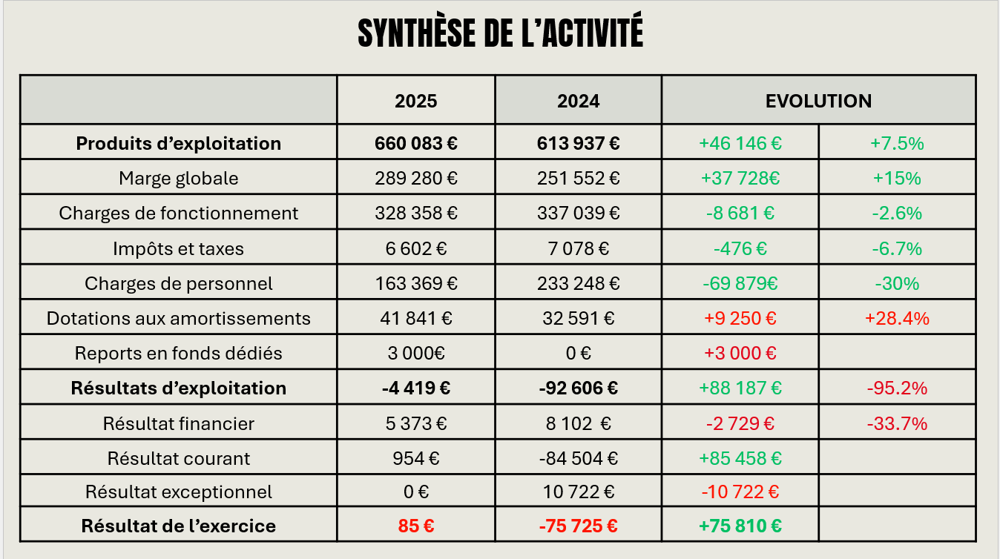 SYNTHÈSE DE L'ACTIVITÉ
2025 2024 EVOLUTION
Produits d'exploitation 660 083 € 613 937 € +46 146 € +7.5%
Marge globale 289 280 € 251 552 € +37 728€ +15%
Charges de fonctionnement 328 358 € 337 039 € -8 681 € -2.6%
Impôts et taxes 6 602 € 7 078 € -476 € -6.7%
Charges de personnel 163 369 € 233 248 € -69 879€ -30%
Dotations aux amortissements 41 841 € 32 591 € +9 250 € +28.4%
Reports en fonds dédiés 3 000€ 0 € +3 000 €
Résultats d'exploitation -4 419 € -92 606 € +88 187 € -95.2%
Résultat financier 5 373 € 8 102 € -2 729 € -33.7%
Résultat courant 954 € -84 504 € +85 458 €
Résultat exceptionnel 0 € 10 722 € -10 722 €
Résultat de l'exercice 85 € -75 725 € +75 810 €